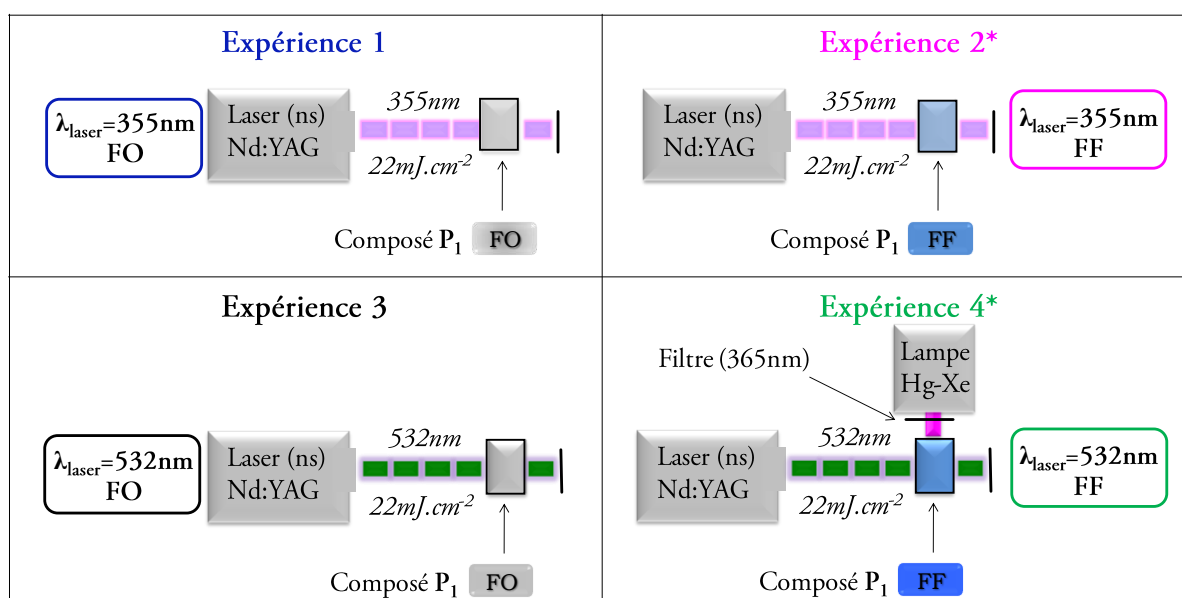 Expérience 1
λlaser=355nm
FO
Laser (ns)
Nd:YAG
355nm
22mJ.cm-2
Composé P1
FO
Expérience 2*
Laser (ns)
Nd:YAG
355nm
22mJ.cm-2
λlaser=355nm
FF
Composé P1
FF
Expérience 3
λlaser=532nm
FO
Laser (ns)
Nd:YAG
532nm
22mJ.cm-2
Composé P1
FO
Expérience 4*
Filtre (365nm)
Lampe
Hg-Xe
Laser (ns)
Nd:YAG
532nm
22mJ.cm-2
λlaser=532nm
FF
Composé P1
FF